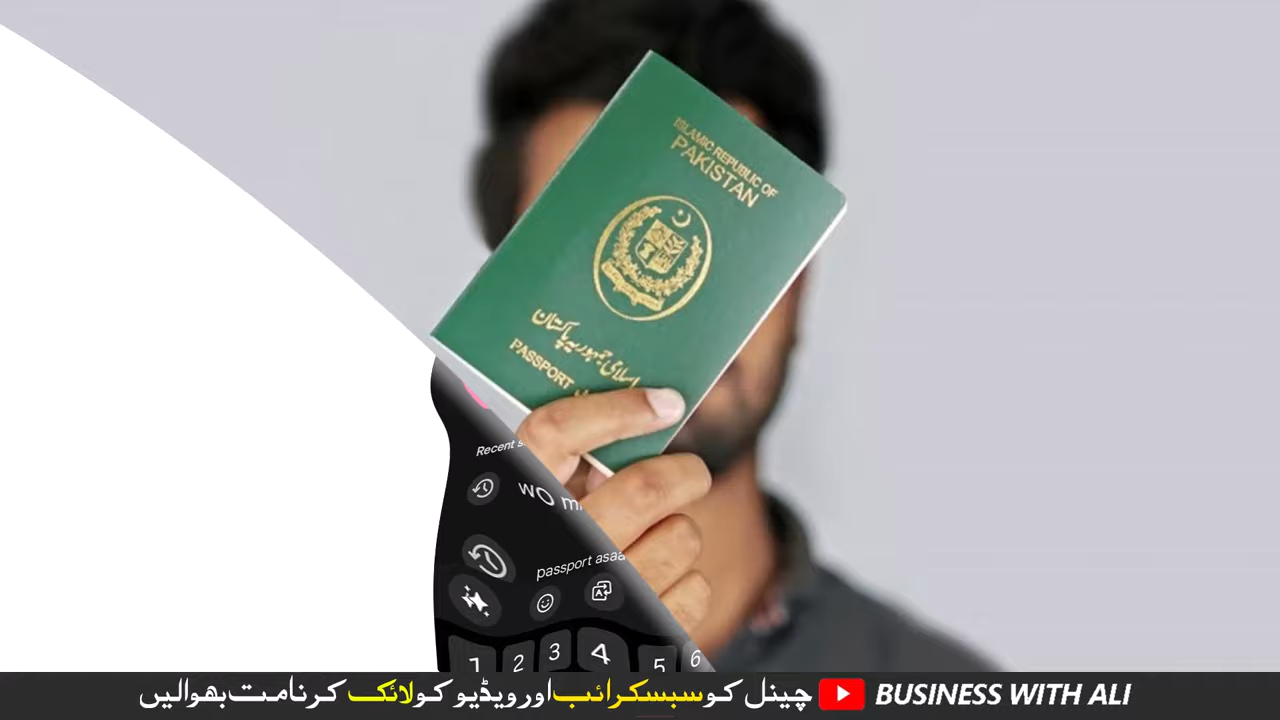 ISLAMIC REPUBLIC OF
PAKISTAN
اسلامی جمہوریہ پاکستان
PASSPORT
Recent
wo
passport
1 2 3 4 5 6
چینل کو سبسکرائب اور ویڈیو کو لائک کرنا مت بھولیں
BUSINESS WITH ALI